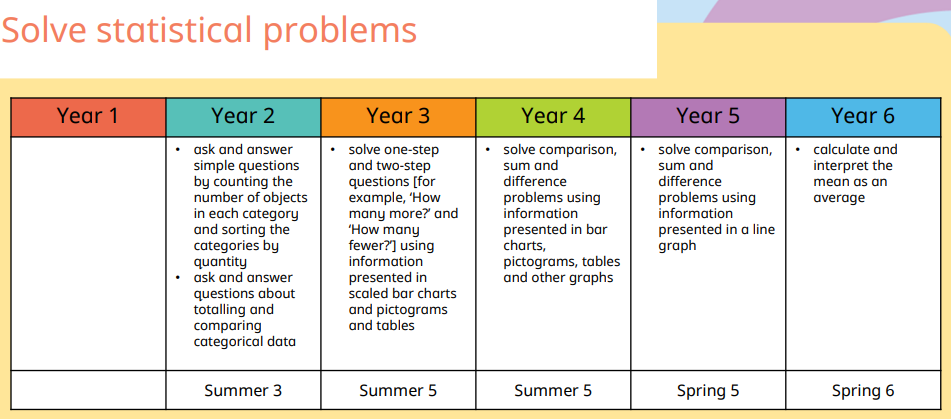 Solve statistical problems
Year 1
Year 2
Year 3
Year 4
Year 5
Year 6
• ask and answer
simple questions
by counting the
number of objects
in each category
and sorting the
categories by
quantity
• ask and answer
questions about
totalling and
comparing
categorical data
• solve one-step
and two-step
questions [for
example, ‘How
many more?’ and
‘How many
fewer?’] using
information
presented in
scaled bar charts
and pictograms
and tables
• solve comparison,
sum and
difference
problems using
information
presented in bar
charts,
pictograms, tables
and other graphs
• solve comparison,
sum and
difference
problems using
information
presented in a line
graph
• calculate and
interpret the
mean as an
average
Summer 3
Summer 5
Summer 5
Spring 5
Spring 6